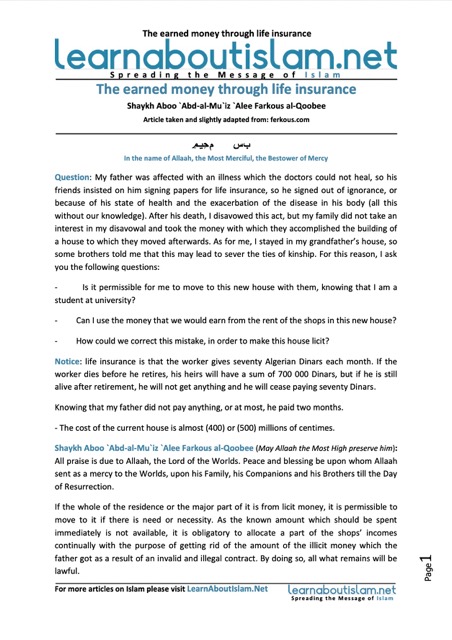 The earned money through life insurance
learnaboutislam.net
Spreading the Message of Islam
The earned money through life insurance
Shaykh Aboo `Abd-al-Mu`iz `Alee Farkous al-Qoobee
Article taken and slightly adapted from: ferkous.com
In the name of Allaah, the Most Merciful, the Bestower of Mercy
Question: My father was affected with an illness which the doctors could not heal, so his
friends insisted on him signing papers for life insurance, so he signed out of ignorance, or
because of his state of health and the exacerbation of the disease in his body (all this
without our knowledge). After his death, I disavowed this act, but my family did not take an
interest in my disavowal and took the money with which they accomplished the building of
a house to which they moved afterwards. As for me, I stayed in my grandfather's house, so
some brothers told me that this may lead to sever the ties of kinship. For this reason, I ask
you the following questions:
- Is it permissible for me to move to this new house with them, knowing that I am a
student at university?
- Can I use the money that we would earn from the rent of the shops in this new house?
- How could we correct this mistake, in order to make this house licit?
Notice: life insurance is that the worker gives seventy Algerian Dinars each month. If the
worker dies before he retires, his heirs will have a sum of 700 000 Dinars, but if he is still
alive after retirement, he will not get anything and he will cease paying seventy Dinars.
Knowing that my father did not pay anything, or at most, he paid two months.
- The cost of the current house is almost (400) or (500) millions of centimes.
Shaykh Aboo `Abd-al-Mu`iz `Alee Farkous al-Qoobee (May Allaah the Most High preserve him):
All praise is due to Allaah, the Lord of the Worlds. Peace and blessing be upon whom Allaah
sent as a mercy to the Worlds, upon his Family, his Companions and his Brothers till the Day
of Resurrection.
If the whole of the residence or the major part of it is from licit money, it is permissible to
move to it if there is need or necessity. As the known amount which should be spent
immediately is not available, it is obligatory to allocate a part of the shops' incomes
continually with the purpose of getting rid of the amount of the illicit money which the
father got as a result of an invalid and illegal contract. By doing so, all what remains will be
lawful.
Page 1
For more articles on Islam please visit LearnAboutIslam.Net
learnaboutislam.net
Spreading the Message of Islam